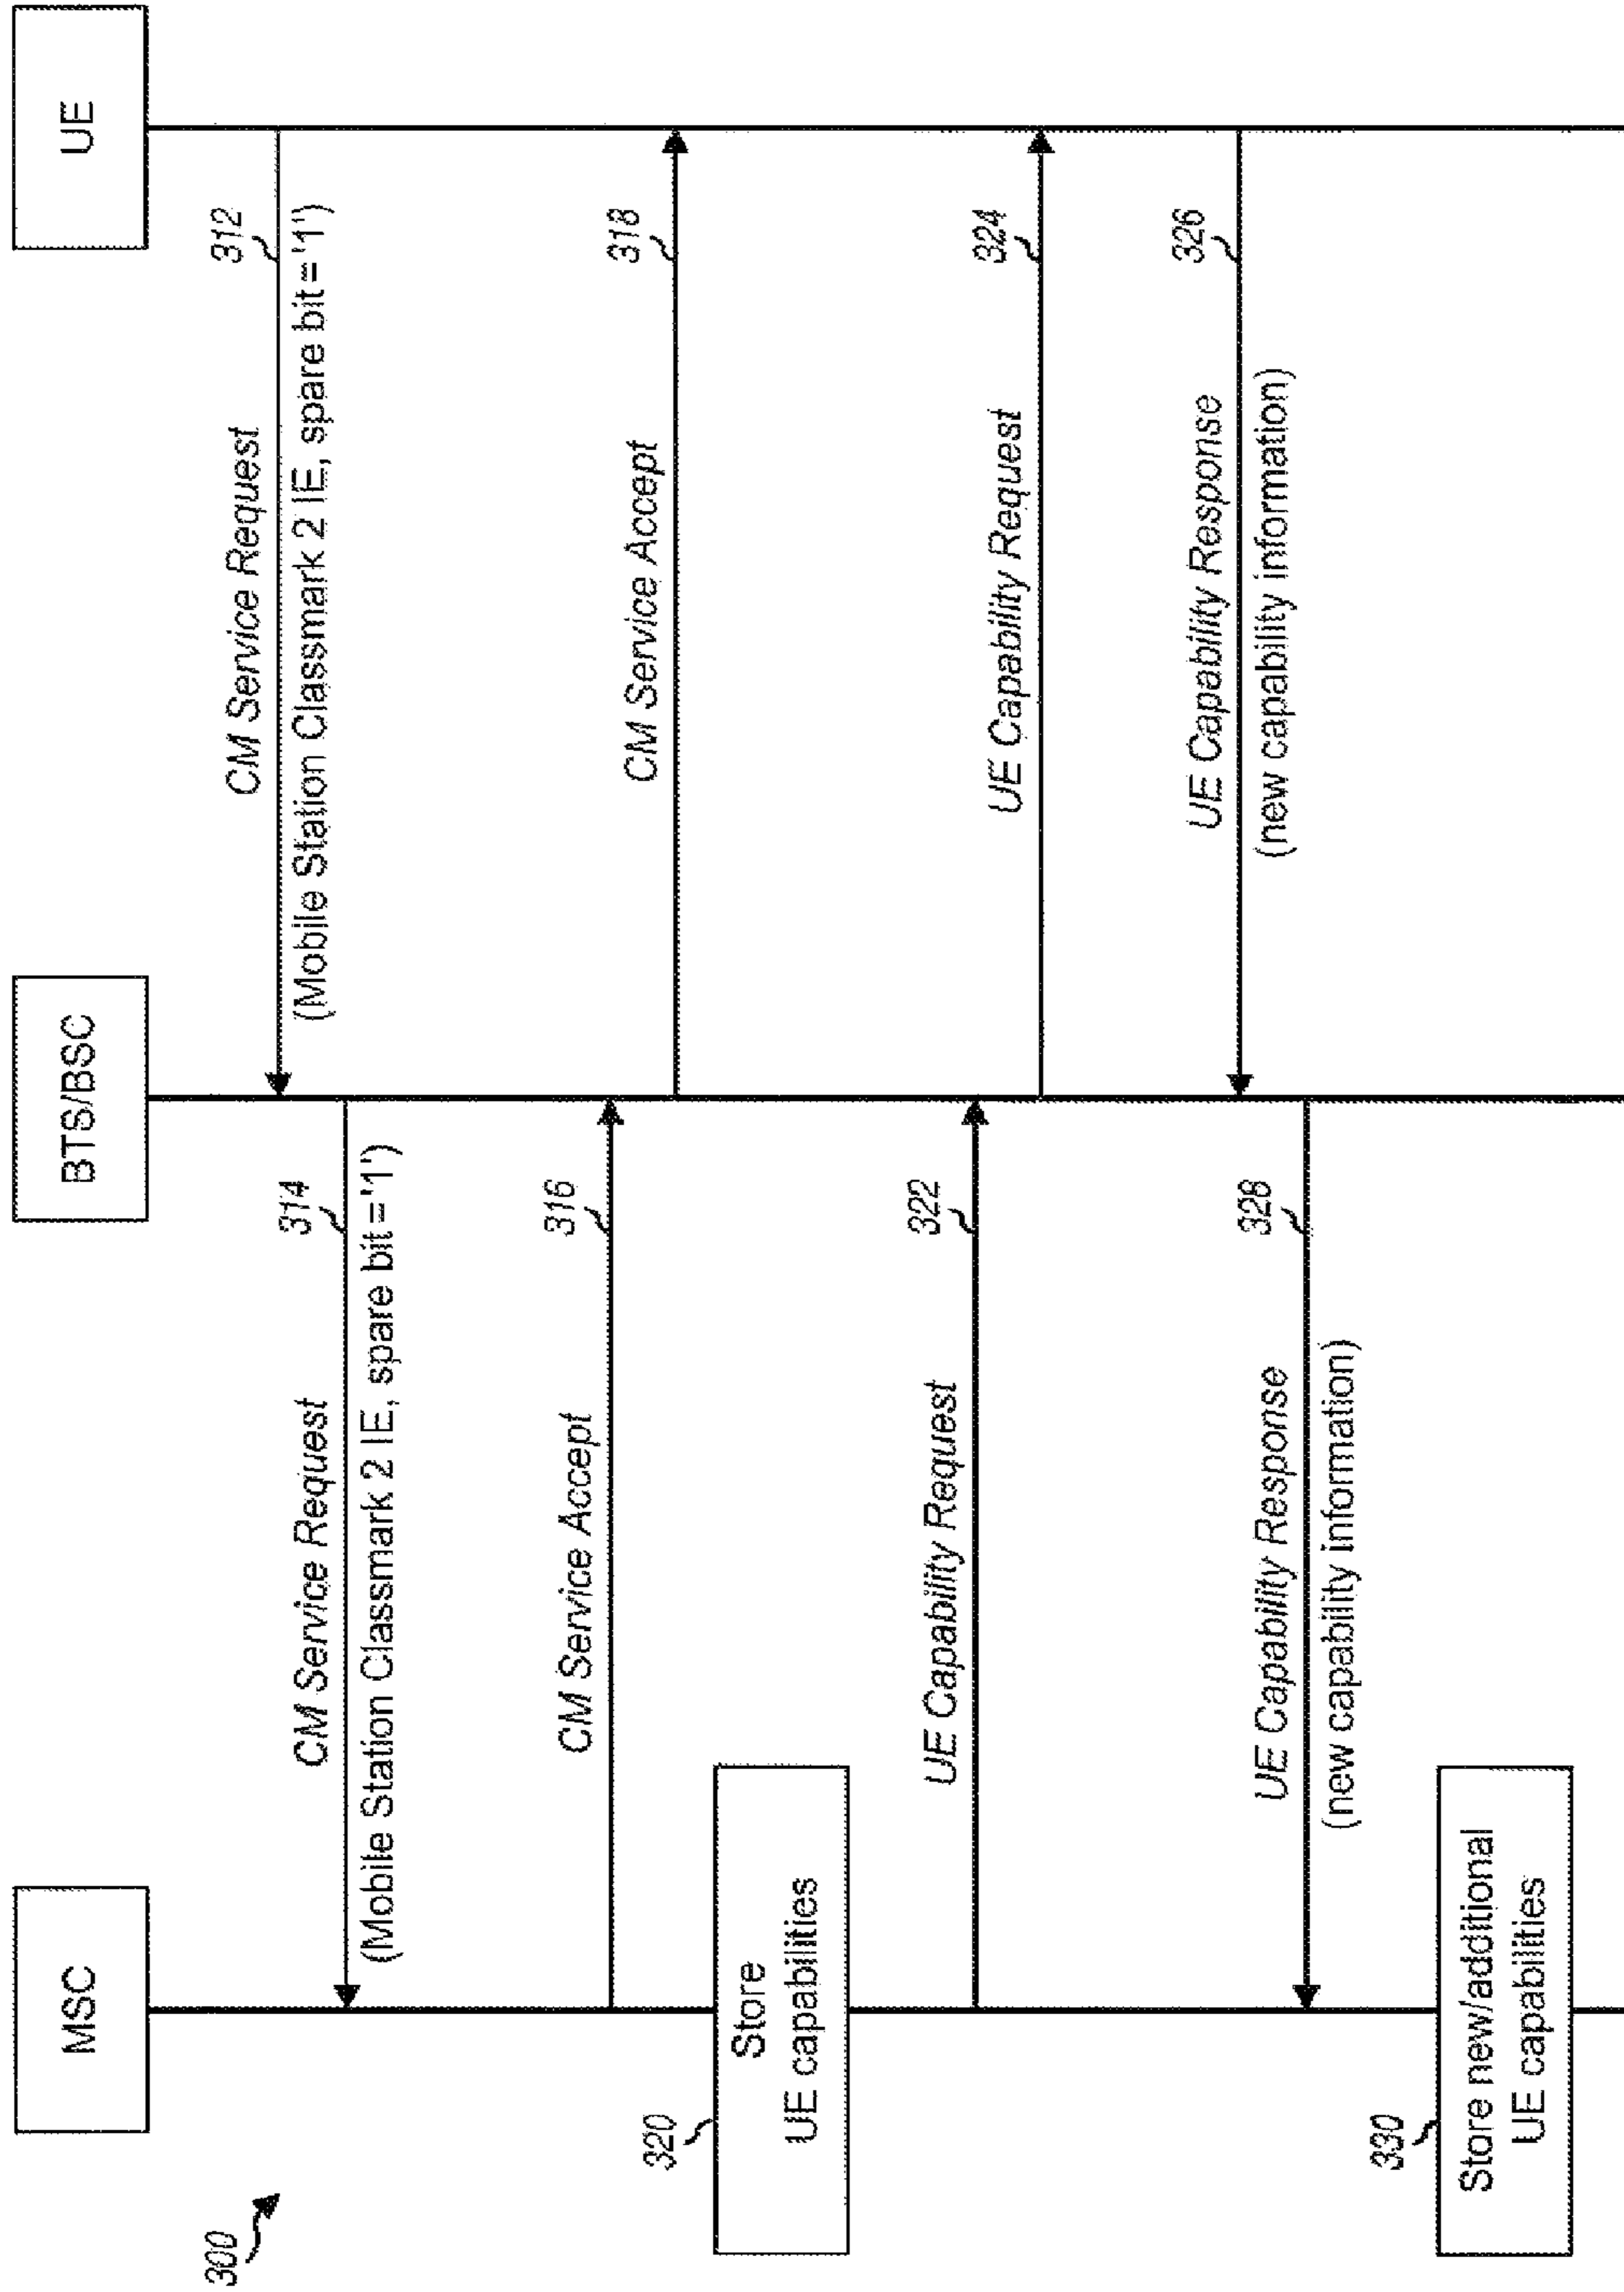 300
MSC
BTS/BSC
UE
312
CM Service Request
(Mobile Station Classmark 2 IE, spare bit='1')
314
CM Service Request
(Mobile Station Classmark 2 IE, spare bit='1')
316
CM Service Accept
318
CM Service Accept
320
Store
UE capabilities
322
UE Capability Request
324
UE Capability Request
326
UE Capability Response
(new capability information)
328
UE Capability Response
(new capability information)
330
Store new/additional
UE capabilities